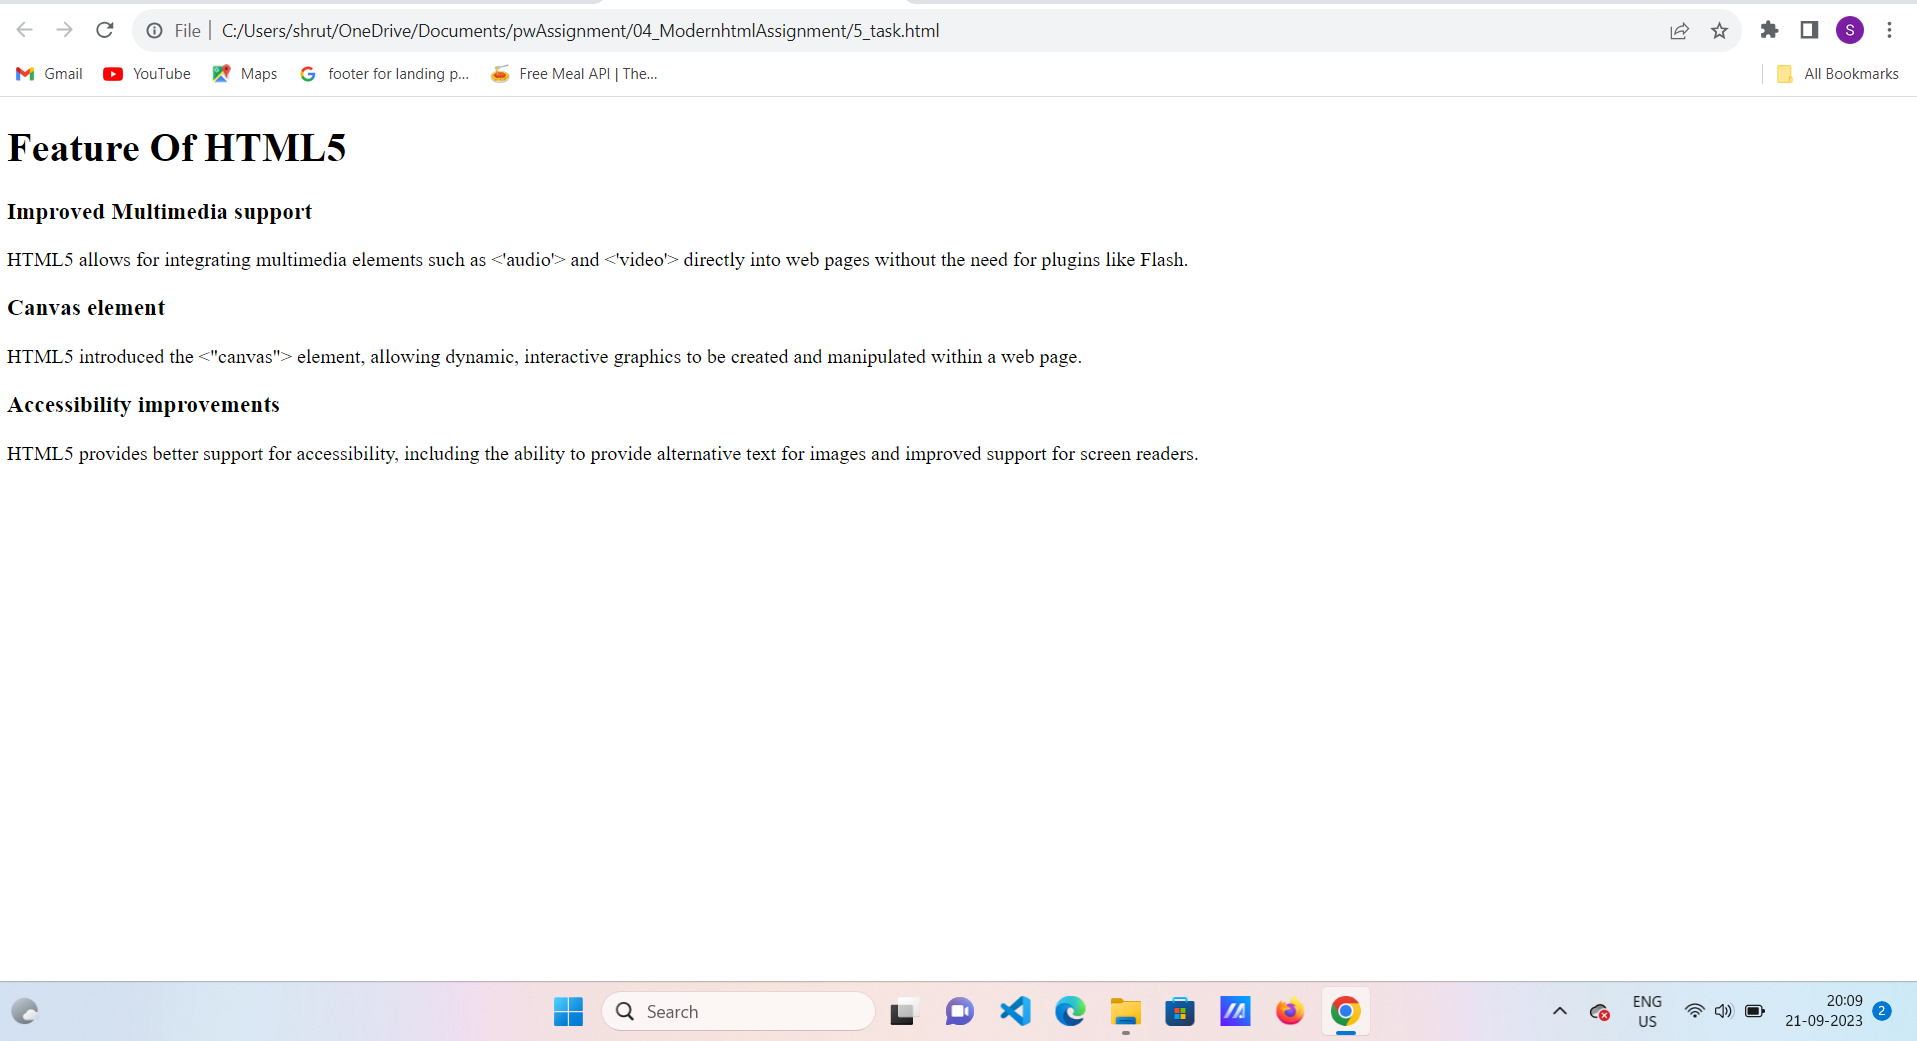 File
C:/Users/shrut/OneDrive/Documents/pwAssignment/04_ModernhtmlAssignment/5_task.html
S
Gmail YouTube Maps footer for landing p... Free Meal API | The... All Bookmarks
Feature Of HTML5
Improved Multimedia support
HTML5 allows for integrating multimedia elements such as <'audio'> and <'video'> directly into web pages without the need for plugins like Flash.
Canvas element
HTML5 introduced the <"canvas"> element, allowing dynamic, interactive graphics to be created and manipulated within a web page.
Accessibility improvements
HTML5 provides better support for accessibility, including the ability to provide alternative text for images and improved support for screen readers.
Search
ENG
US
20:09
21-09-2023
2